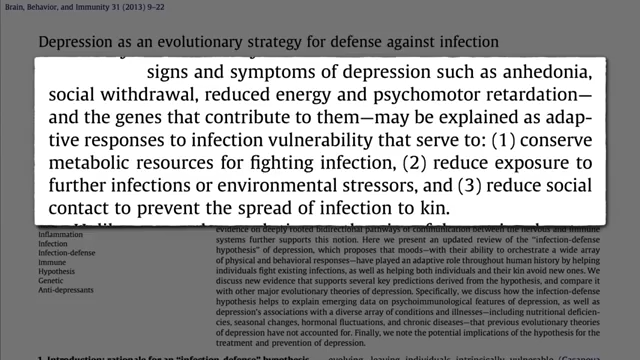 Brain, Behavior, and Immunity 31 (2013) 9–22
Depression as an evolutionary strategy for defense against infection
signs and symptoms of depression such as anhedonia,
social withdrawal, reduced energy and psychomotor retardation—
and the genes that contribute to them—may be explained as adap-
tive responses to infection vulnerability that serve to: (1) conserve
metabolic resources for fighting infection, (2) reduce exposure to
further infections or environmental stressors, and (3) reduce social
contact to prevent the spread of infection to kin.
Inflammation
Infection
Infection-defense
Immune
Hypothesis
Genetic
Anti-depressants
evidence on deeply rooted bidirectional pathways of communication between the nervous and immune
systems further supports this notion. Here we present an updated review of the "infection-defense
hypothesis" of depression, which proposes that moods—with their ability to orchestrate a wide array
of physical and behavioral responses—have played an adaptive role throughout human history by helping
individuals fight existing infections, as well as helping both individuals and their kin avoid new ones. We
discuss new evidence that supports several key predictions derived from the hypothesis, and compare it
with other major evolutionary theories of depression. Specifically, we discuss how the infection-defense
hypothesis helps to explain emerging data on psychoimmunological features of depression, as well as
depression's associations with a diverse array of conditions and illnesses—including nutritional deficien-
cies, seasonal changes, hormonal fluctuations, and chronic diseases—that previous evolutionary theories
of depression have not accounted for. Finally, we note the potential implications of the hypothesis for the
treatment and prevention of depression.
1. Introduction: rationale for an "infection-defense" hypothesis
evolving, leaving individuals intrinsically vulnerable